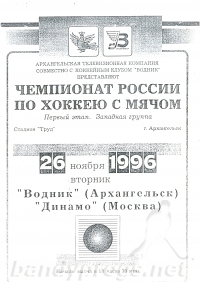 АРХАНГЕЛЬСКАЯ ТЕЛЕВИЗИОННАЯ КОМПАНИЯ
СОВМЕСТНО С ХОККЕЙНЫМ КЛУБОМ "ВОДНИК"
ПРЕДСТАВЛЯЮТ
ЧЕМПИОНАТ РОССИИ
ПО ХОККЕЮ С МЯЧОМ
Первый этап. Западная группа
Стадион "Труд" г. Архангельск
26 ноября 1996
вторник
"Водник" (Архангельск)
"Динамо" (Москва)